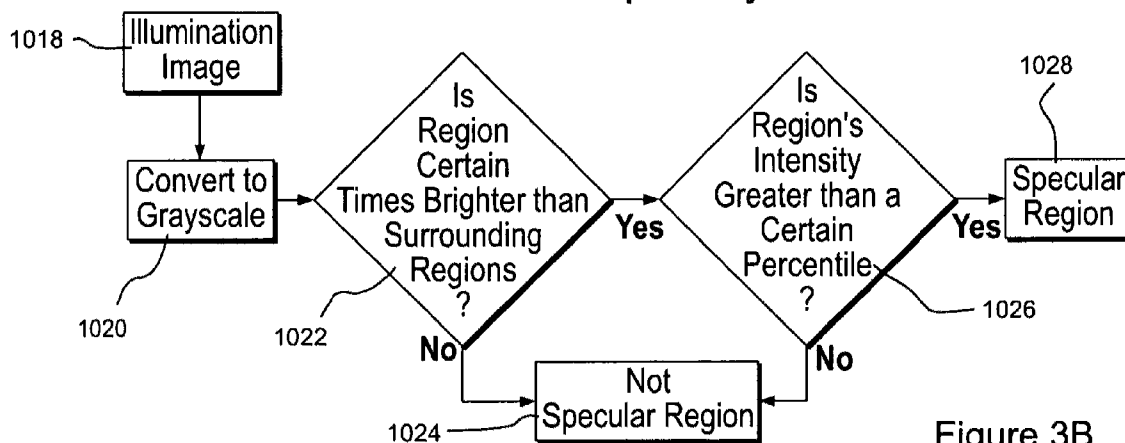 1018
Illumination
Image
Convert to
Grayscale
1020
Is
Region
Certain
Times Brighter than
Surrounding
Regions
?
1022
Yes
No
Is
Region's
Intensity
Greater than a
Certain
Percentile
?
1026
Yes
No
1028
Specular
Region
Not
Specular Region
1024
Figure 3B